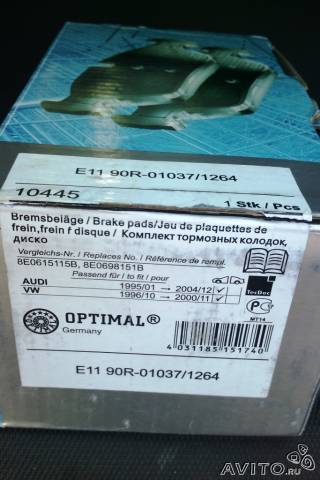 E11 90R-01037/1264
10445
1 Stk / Pcs
Bremsbeläge / Brake pads/Jeu de plaquettes de
frein,frein f disque / Комплект тормозных колодок,
диско
Vergleichs-Nr. / Replaces No. / Référence de rempl.
8E0615115B, 8E0698151B
Passend für / to fit / pour
AUDI 1995/01 → 2004/12 ✓
VW 1996/10 → 2000/11 ✓
TecDoc
РС
MT14
OPTIMAL®
Germany
4 031185 151740
E11 90R-01037/1264
AVITO.ru